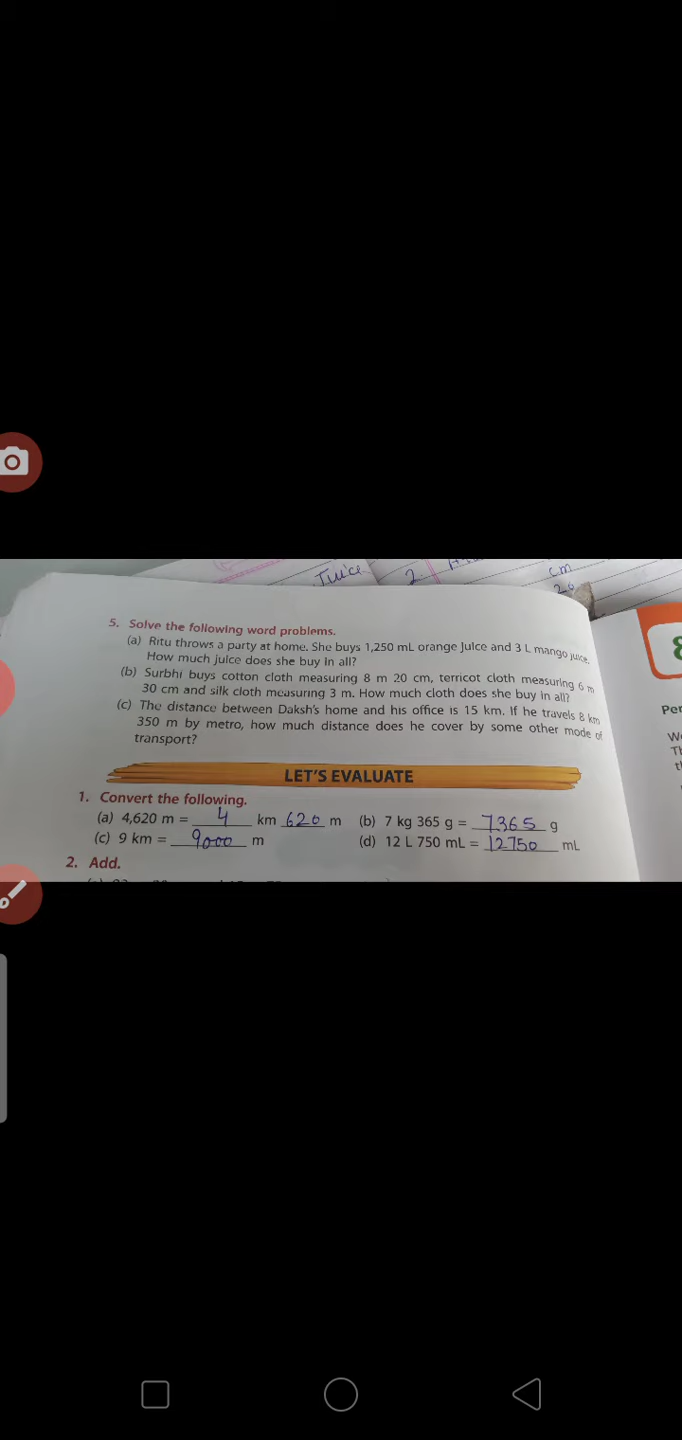 Juice
2.
cm
20
5. Solve the following word problems.
(a) Ritu throws a party at home. She buys 1,250 mL orange juice and 3 L mango juice.
How much juice does she buy in all?
(b) Surbhi buys cotton cloth measuring 8 m 20 cm, terricot cloth measuring 6 m
30 cm and silk cloth measuring 3 m. How much cloth does she buy in all?
(c) The distance between Daksh's home and his office is 15 km. If he travels 8 km
350 m by metro, how much distance does he cover by some other mode of
transport?
8
Per
LET'S EVALUATE
1. Convert the following.
(a) 4,620 m = 4 km 620 m (b) 7 kg 365 g = 7365 g
(c) 9 km = 9000 m (d) 12 L 750 mL = 12750 mL
2. Add.